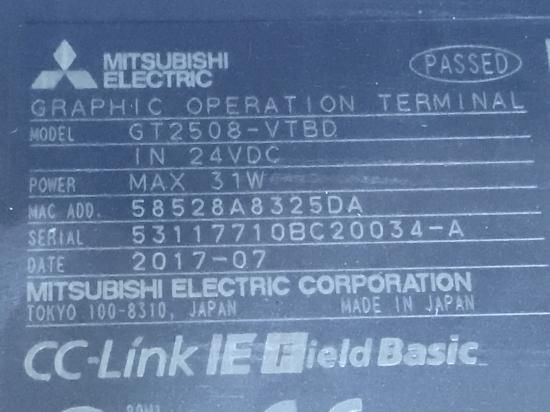 MITSUBISHI
ELECTRIC
PASSED
GRAPHIC OPERATION TERMINAL
MODEL GT2508-VTBD
IN 24VDC
POWER MAX 31W
MAC ADD. 58528A8325DA
SERIAL 53117710BC20034-A
DATE 2017-07
MITSUBISHI ELECTRIC CORPORATION
TOKYO 100-8310, JAPAN MADE IN JAPAN
CC-Link IE Field Basic